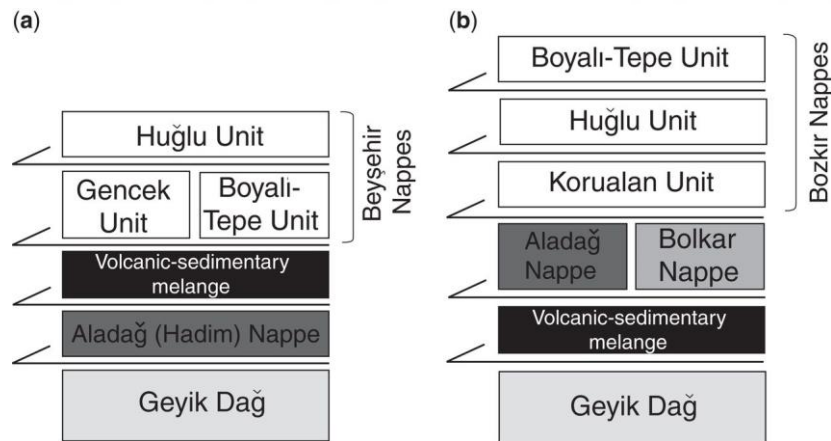 (a)
Huğlu Unit
Gencek
Unit
Boyalı-
Tepe Unit
Volcanic-sedimentary
melange
Aladağ (Hadim) Nappe
Geyik Dağ
Beyşehir
Nappes
(b)
Boyalı-Tepe Unit
Huğlu Unit
Korualan Unit
Aladağ
Nappe
Bolkar
Nappe
Volcanic-sedimentary
melange
Geyik Dağ
Bozkır Nappes